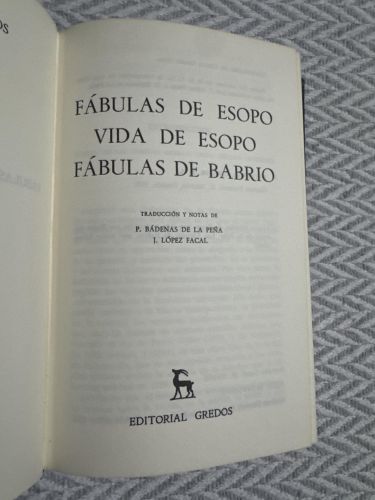 FÁBULAS DE ESOPO
VIDA DE ESOPO
FÁBULAS DE BABRIO
TRADUCCIÓN Y NOTAS DE
P. BÁDENAS DE LA PEÑA
J. LÓPEZ FACAL
EDITORIAL GREDOS